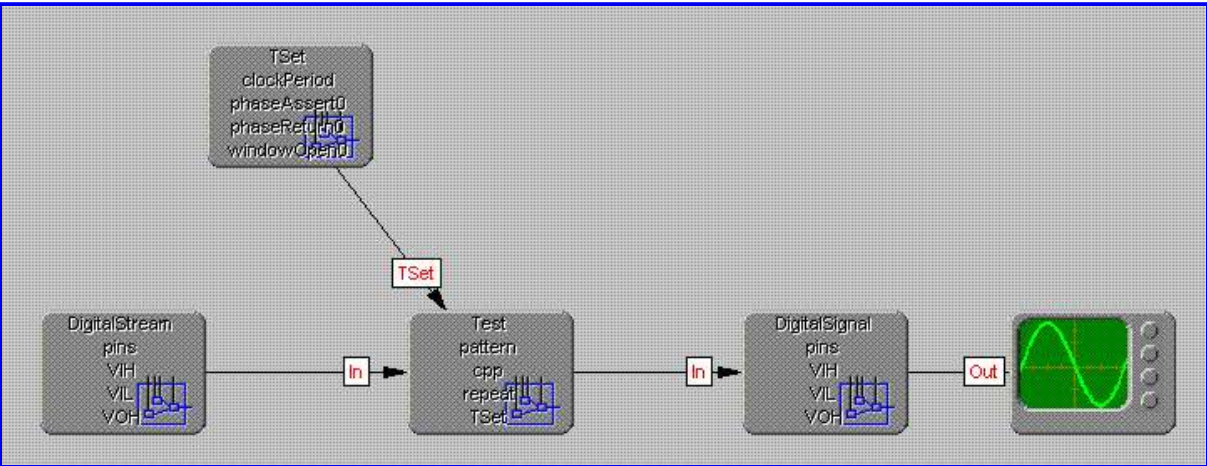 TSet
clockPeriod
phaseAssert0
phaseReturn0
windowOpen0
TSet
DigitalStream
pins
VIH
VIL
VOH
In
Test
pattern
cpp
repeat
TSet
In
DigitalSignal
pins
VIH
VIL
VOH
Out